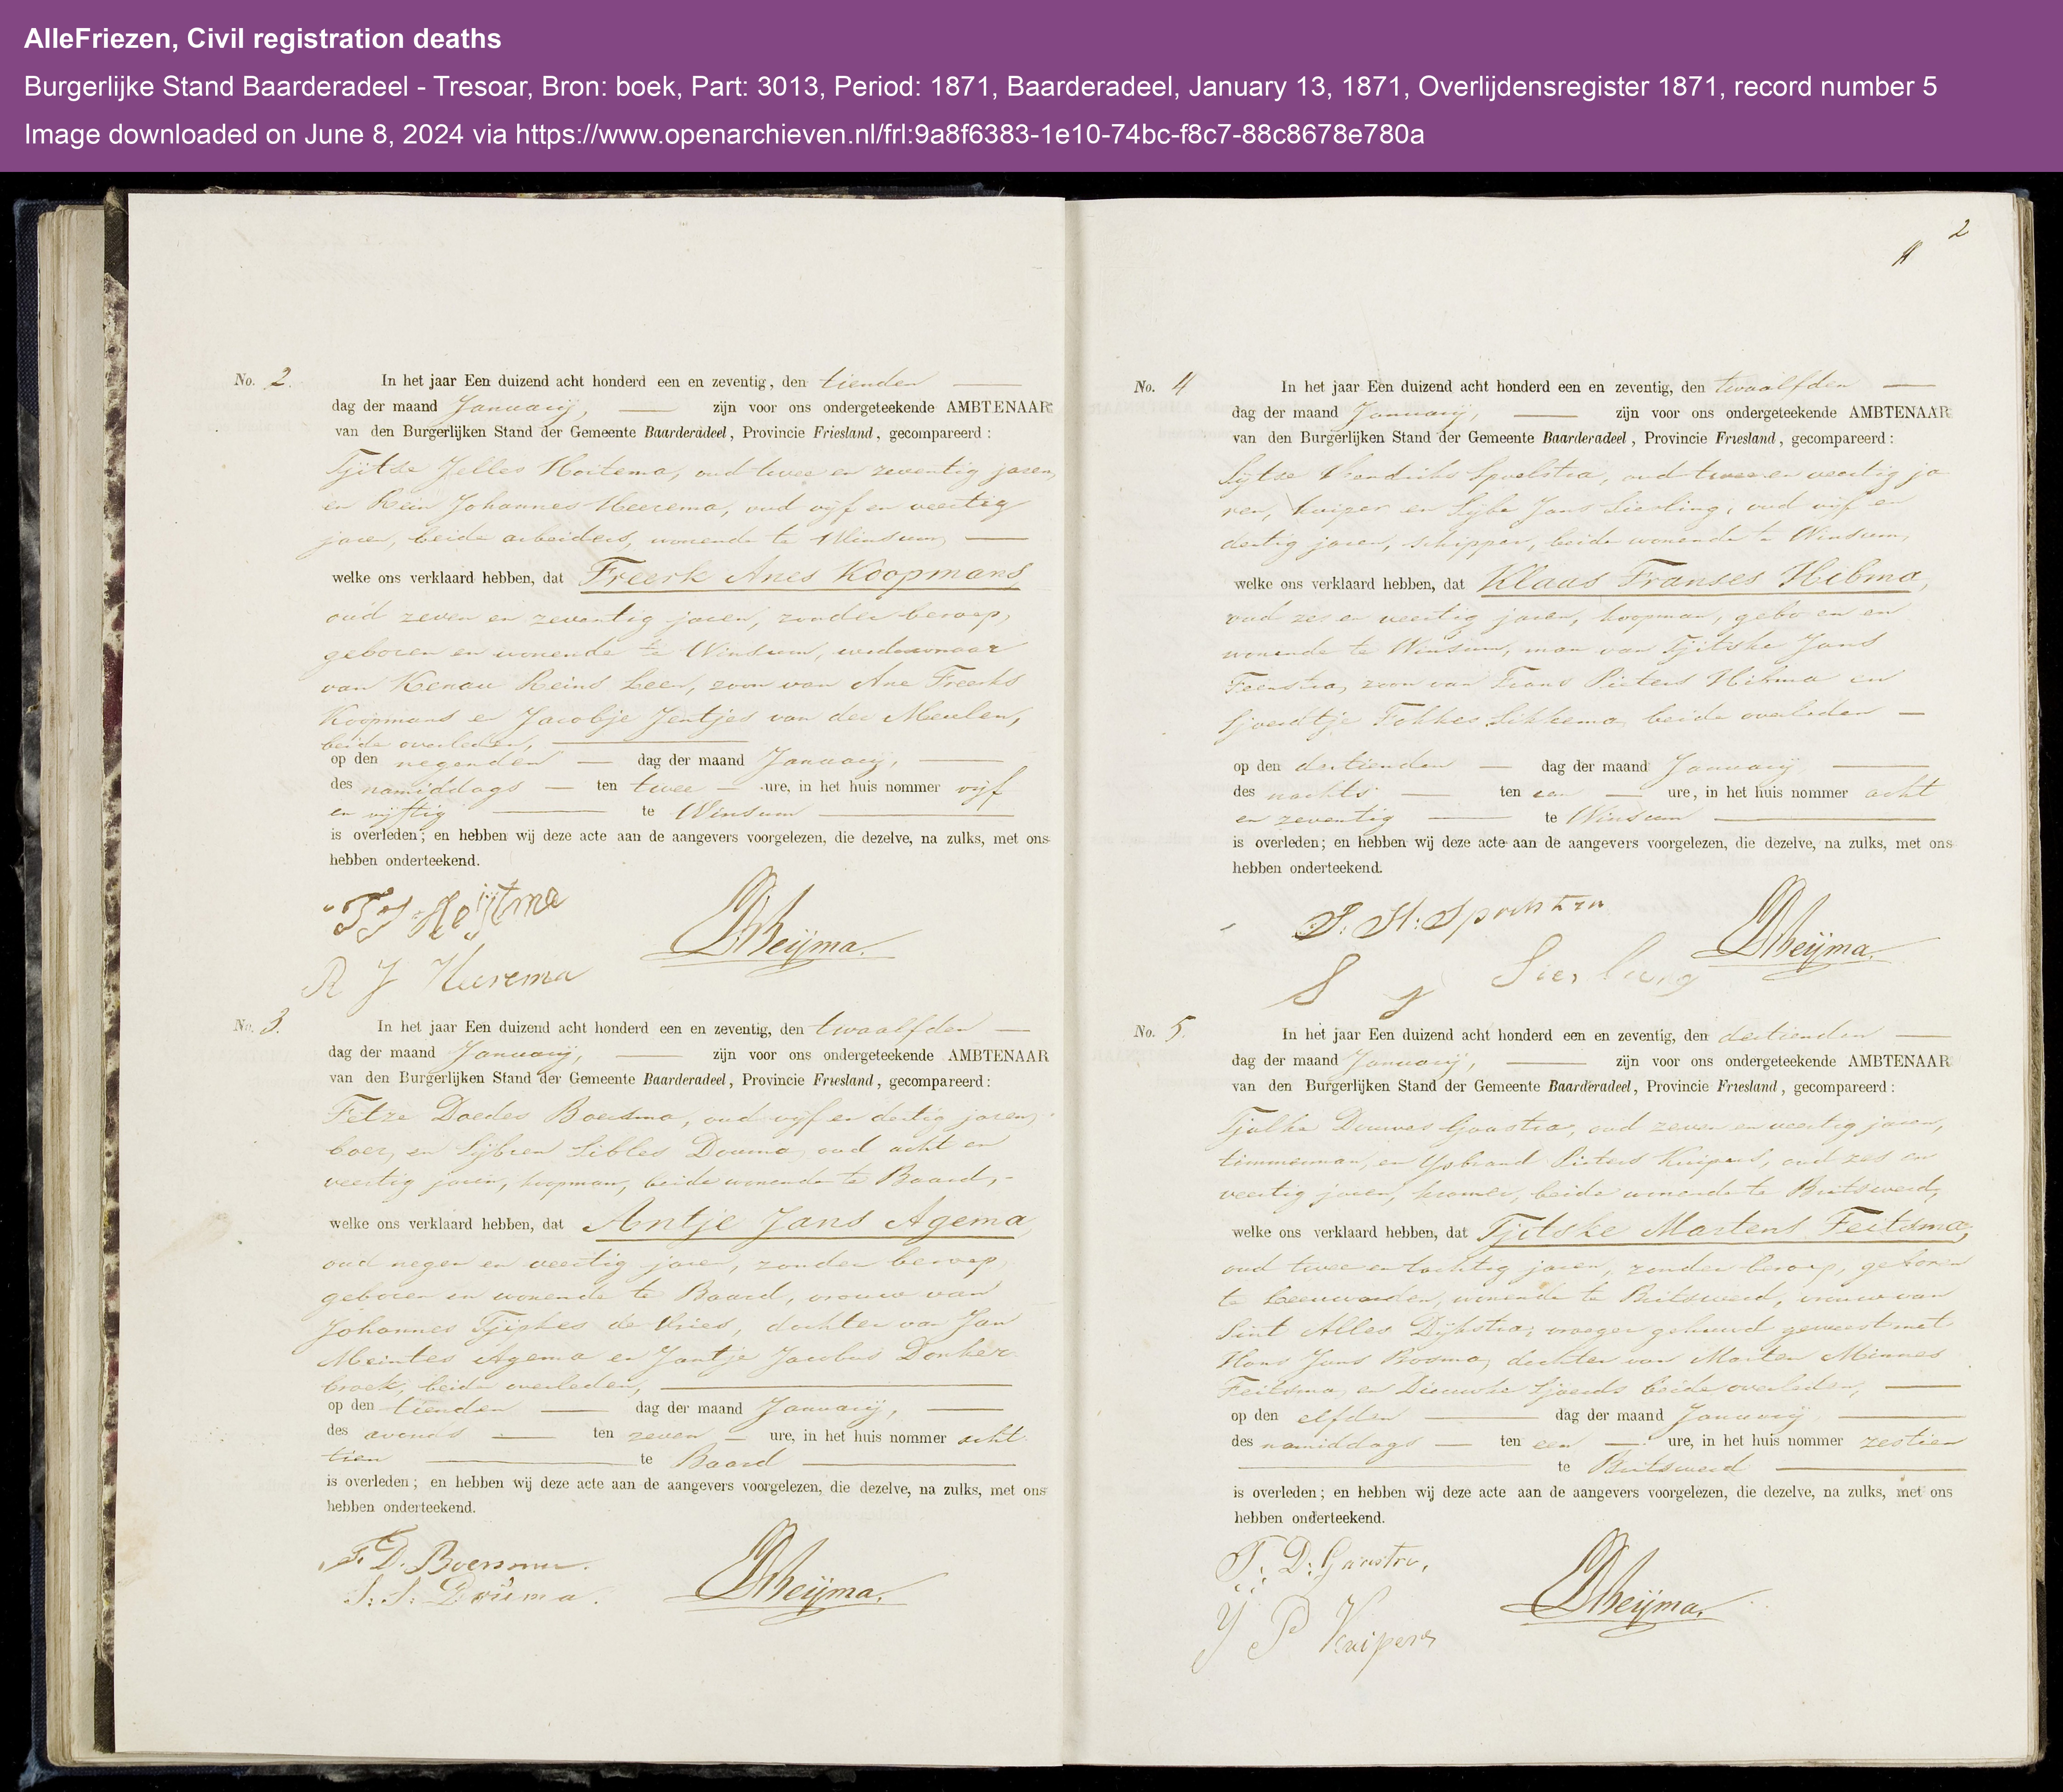 AlleFriezen, Civil registration deaths
Burgerlijke Stand Baarderadeel - Tresoar, Bron: boek, Part: 3013, Period: 1871, Baarderadeel, January 13, 1871, Overlijdensregister 1871, record number 5
Image downloaded on June 8, 2024 via https://www.openarchieven.nl/frl:9a8f6383-1e10-74bc-f8c7-88c8678e780a
No. 2. In het jaar Een duizend acht honderd een en zeventig, den tienden
dag der maand Januarij, zijn voor ons ondergeteekende AMBTENAAR
van den Burgerlijken Stand der Gemeente Baarderadeel, Provincie Friesland, gecompareerd:
Tjitse Jelles Hoitema, oud twee en zeventig jaren,
en Rein Johannes Heerema, oud vijf en veertig
jaren, beide arbeiders, wonende te Winsum,
welke ons verklaard hebben, dat Freerk Anes Koopmans,
oud zeven en zeventig jaren, zonder beroep,
geboren en wonende te Winsum, weduwnaar
van Kenau Reins Leer, zoon van Ane Freerks
Koopmans en Jacobje Jentjes van der Meulen,
beide overleden,
op den negenden dag der maand Januarij,
des namiddags ten twee ure, in het huis nommer vijf
en vijftig te Winsum
is overleden; en hebben wij deze acte aan de aangevers voorgelezen, die dezelve, na zulks, met ons
hebben onderteekend.
TJ Heijtma
R J Heerema
No. 3. In het jaar Een duizend acht honderd een en zeventig, den twaalfden
dag der maand Januarij, zijn voor ons ondergeteekende AMBTENAAR
van den Burgerlijken Stand der Gemeente Baarderadeel, Provincie Friesland, gecompareerd:
Fetze Doedes Boersma, oud vijf en dertig jaren,
boer, en Sijbren Sibles Douma, oud acht en
veertig jaren, koopman, beide wonende te Baard,
welke ons verklaard hebben, dat Antje Jans Agema,
oud negen en veertig jaren, zonder beroep,
geboren en wonende te Baard, vrouw van
Johannes Tjipkes de Vries, dochter van Jan
Meintes Agema en Jantje Jacobus Donker
broek, beide overleden,
op den tienden dag der maand Januarij,
des avonds ten zeven ure, in het huis nommer acht
tien te Baard
is overleden; en hebben wij deze acte aan de aangevers voorgelezen, die dezelve, na zulks, met ons
hebben onderteekend.
F. D. Boersma.
S. S. Douma.
2
No. 4 In het jaar Een duizend acht honderd een en zeventig, den twaalfden
dag der maand Januarij, zijn voor ons ondergeteekende AMBTENAAR
van den Burgerlijken Stand der Gemeente Baarderadeel, Provincie Friesland, gecompareerd:
Sytse Hendriks Spoelstra, oud twee en veertig ja
ren, kuiper en Sijbe Jans Sierling, oud vijf en
dertig jaren, schipper, beide wonende te Winsum,
welke ons verklaard hebben, dat Klaas Franses Hibma,
oud zes en veertig jaren, koopman, geboren en
wonende te Winsum, man van Tjitske Jans
Feenstra, zoon van Frans Pieters Hibma en
Sjoerdtje Fokkes Sikkema, beide overleden
op den dertienden dag der maand Januarij
des nachts ten een ure, in het huis nommer acht
en zeventig te Winsum
is overleden; en hebben wij deze acte aan de aangevers voorgelezen, die dezelve, na zulks, met ons
hebben onderteekend.
S. H. Spoelstra
S J Sierling
No. 5. In het jaar Een duizend acht honderd een en zeventig, den dertienden
dag der maand Januarij, zijn voor ons ondergeteekende AMBTENAAR
van den Burgerlijken Stand der Gemeente Baarderadeel, Provincie Friesland, gecompareerd:
Tjalke Douwes Gaastra, oud zeven en veertig jaren,
timmerman, en Ysbrand Pieters Kuipers, oud zes en
veertig jaren, kramer, beide wonende te Britswerd,
welke ons verklaard hebben, dat Tjitske Martens Feitsma,
oud twee en tachtig jaren, zonder beroep, geboren
te Leeuwarden, wonende te Britswerd, vrouw van
Sint Alles Dijkstra; vroeger gehuwd geweest met
Hans Jans Bosma, dochter van Marten Minnes
Feitsma, en Dieuwke Sjoerds beide overleden,
op den elfden dag der maand Januarij
des namiddags ten een ure, in het huis nommer zestien
te Britswerd
is overleden; en hebben wij deze acte aan de aangevers voorgelezen, die dezelve, na zulks, met ons
hebben onderteekend.
T. D. Gaastra,
Y P Kuipers